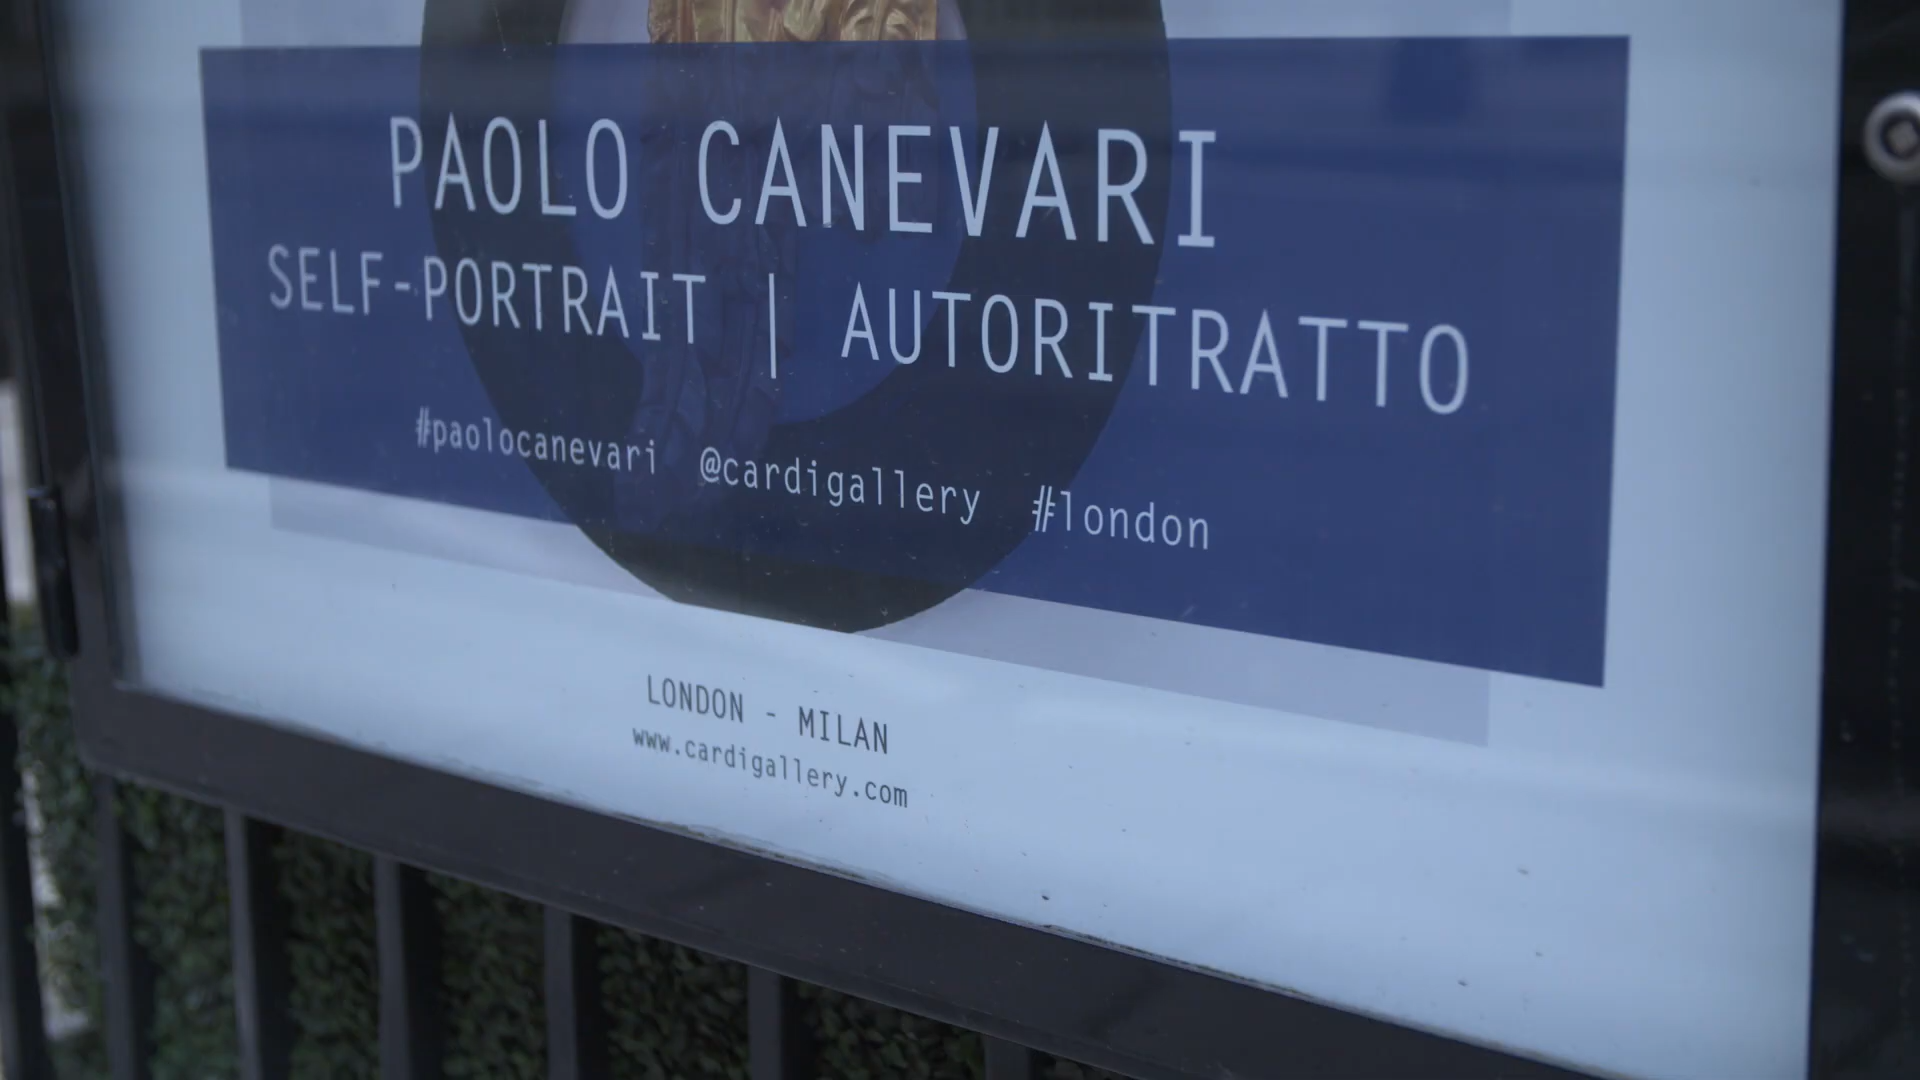 PAOLO CANEVARI
SELF-PORTRAIT | AUTORITRATTO
#paolocanevari @cardigallery #london
LONDON - MILAN
www.cardigallery.com